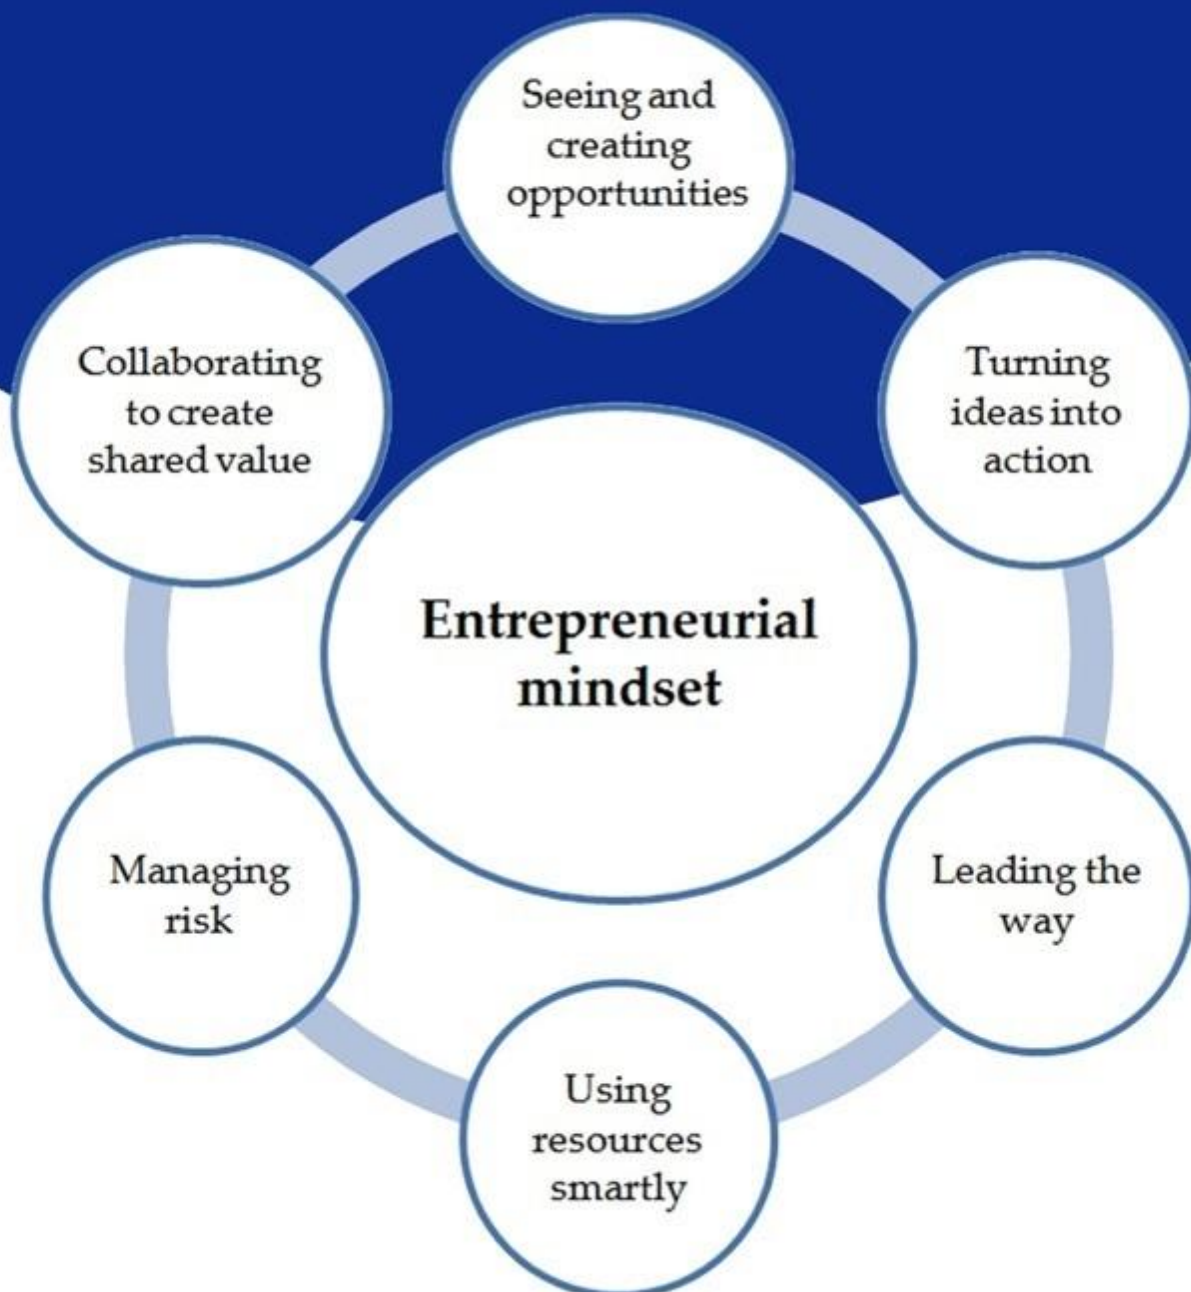 Seeing and
creating
opportunities
Turning
ideas into
action
Leading the
way
Using
resources
smartly
Managing
risk
Collaborating
to create
shared value
Entrepreneurial
mindset